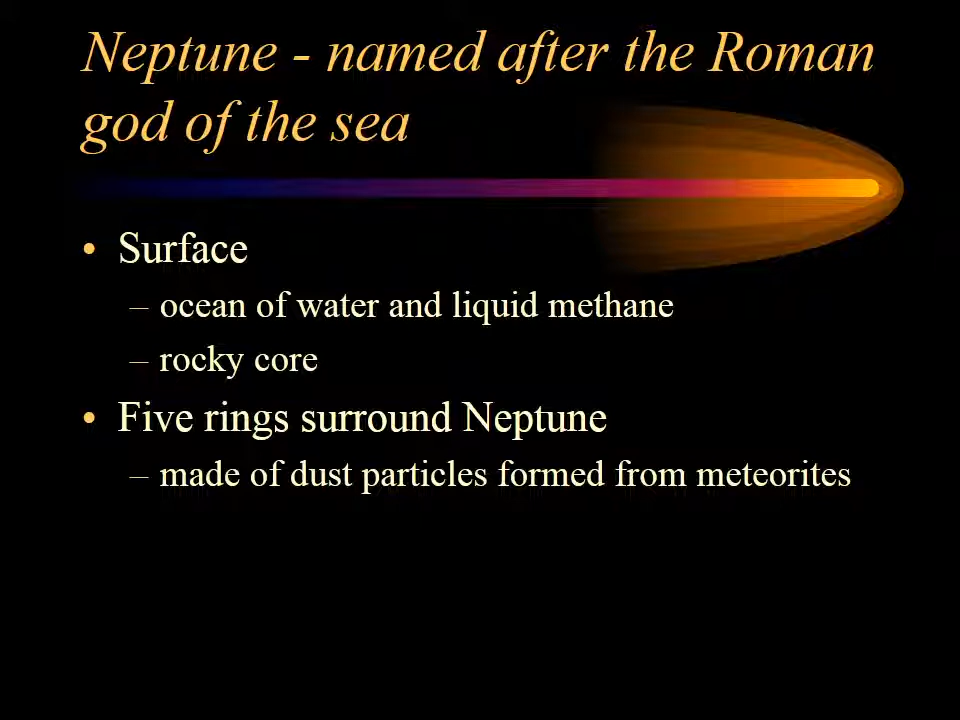 Neptune - named after the Roman
god of the sea
• Surface
– ocean of water and liquid methane
– rocky core
• Five rings surround Neptune
– made of dust particles formed from meteorites